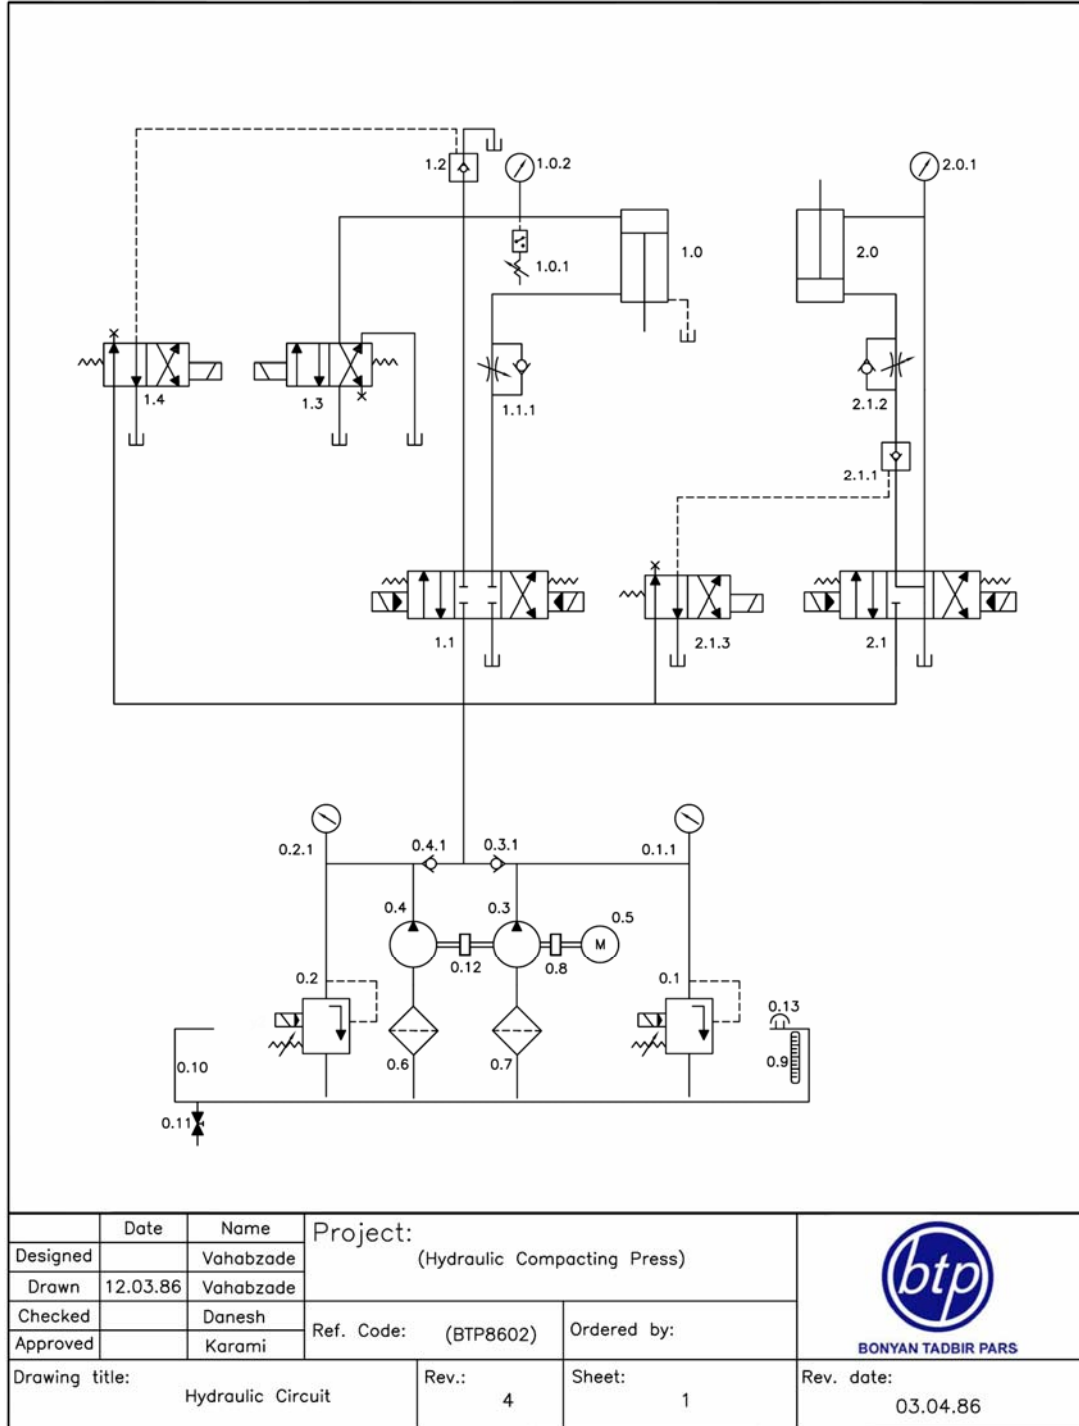 1.2
1.0.2
2.0.1
1.0
2.0
1.0.1
1.4
1.3
1.1.1
2.1.2
2.1.1
1.1
2.1.3
2.1
0.2.1
0.4.1
0.3.1
0.1.1
0.4
0.3
0.5
M
0.12
0.8
0.2
0.1
0.13
0.10
0.6
0.7
0.9
0.11
Date
Name
Project:
Designed
Vahabzade
(Hydraulic Compacting Press)
Drawn
12.03.86
Vahabzade
btp
Checked
Danesh
Ref. Code:
(BTP8602)
Ordered by:
Approved
Karami
BONYAN TADBIR PARS
Drawing title:
Hydraulic Circuit
Rev.:
4
Sheet:
1
Rev. date:
03.04.86